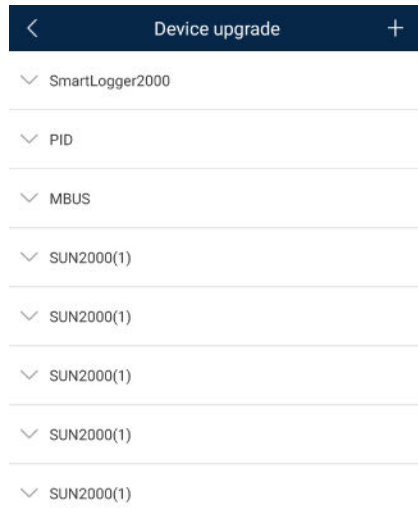 Device upgrade
SmartLogger2000
PID
MBUS
SUN2000(1)
SUN2000(1)
SUN2000(1)
SUN2000(1)
SUN2000(1)